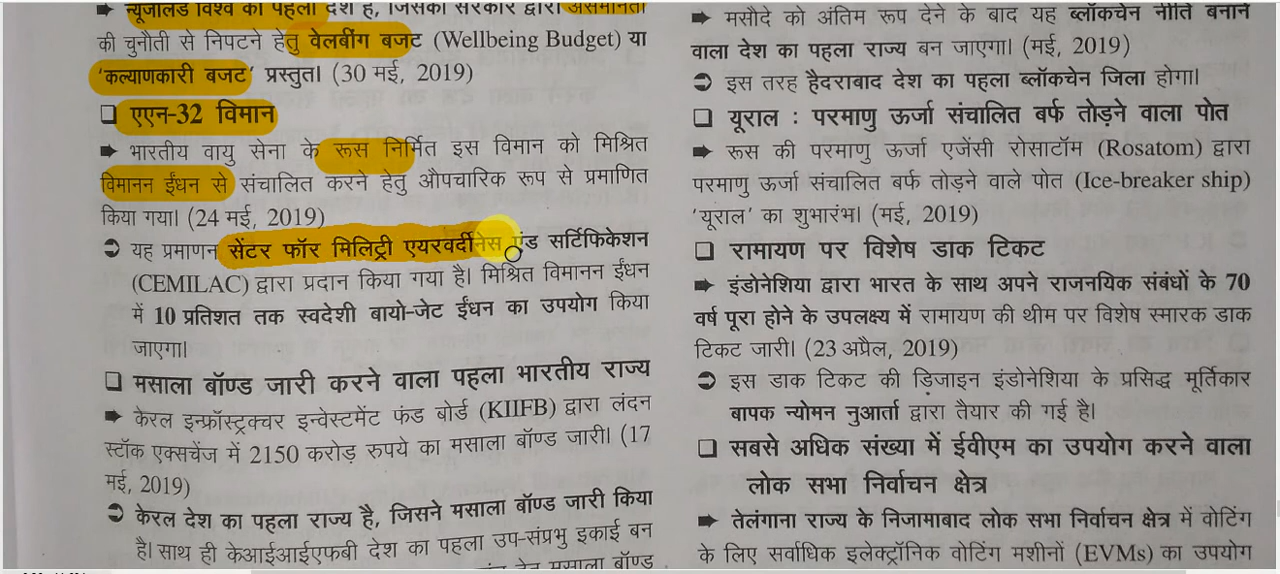 ➡ न्यूजीलैंड विश्व का पहला देश है, जिसकी सरकार द्वारा असमानता
की चुनौती से निपटने हेतु वेलबींग बजट (Wellbeing Budget) या
‘कल्याणकारी बजट’ प्रस्तुत। (30 मई, 2019)
❑ एएन-32 विमान
➡ भारतीय वायु सेना के रूस निर्मित इस विमान को मिश्रित
विमानन ईंधन से संचालित करने हेतु औपचारिक रूप से प्रमाणित
किया गया। (24 मई, 2019)
➲ यह प्रमाणन सेंटर फॉर मिलिट्री एयरवर्दीनेस एंड सर्टिफिकेशन
(CEMILAC) द्वारा प्रदान किया गया है। मिश्रित विमानन ईंधन
में 10 प्रतिशत तक स्वदेशी बायो-जेट ईंधन का उपयोग किया
जाएगा।
❑ मसाला बॉण्ड जारी करने वाला पहला भारतीय राज्य
➡ केरल इन्फ्रॉस्ट्रक्चर इन्वेस्टमेंट फंड बोर्ड (KIIFB) द्वारा लंदन
स्टॉक एक्सचेंज में 2150 करोड़ रुपये का मसाला बॉण्ड जारी। (17
मई, 2019)
➲ केरल देश का पहला राज्य है, जिसने मसाला बॉण्ड जारी किया
है। साथ ही केआईआईएफबी देश का पहला उप-संप्रभु इकाई बन
मसाला बॉण्ड
➡ मसौदे को अंतिम रूप देने के बाद यह ब्लॉकचेन नीति बनाने
वाला देश का पहला राज्य बन जाएगा। (मई, 2019)
➲ इस तरह हैदराबाद देश का पहला ब्लॉकचेन जिला होगा।
❑ यूराल : परमाणु ऊर्जा संचालित बर्फ तोड़ने वाला पोत
➡ रूस की परमाणु ऊर्जा एजेंसी रोसाटॉम (Rosatom) द्वारा
परमाणु ऊर्जा संचालित बर्फ तोड़ने वाले पोत (Ice-breaker ship)
‘यूराल’ का शुभारंभ। (मई, 2019)
❑ रामायण पर विशेष डाक टिकट
➡ इंडोनेशिया द्वारा भारत के साथ अपने राजनयिक संबंधों के 70
वर्ष पूरा होने के उपलक्ष्य में रामायण की थीम पर विशेष स्मारक डाक
टिकट जारी। (23 अप्रैल, 2019)
➲ इस डाक टिकट की डिजाइन इंडोनेशिया के प्रसिद्ध मूर्तिकार
बापक न्योमन नुआर्ता द्वारा तैयार की गई है।
❑ सबसे अधिक संख्या में ईवीएम का उपयोग करने वाला
लोक सभा निर्वाचन क्षेत्र
➡ तेलंगाना राज्य के निजामाबाद लोक सभा निर्वाचन क्षेत्र में वोटिंग
के लिए सर्वाधिक इलेक्ट्रॉनिक वोटिंग मशीनों (EVMs) का उपयोग